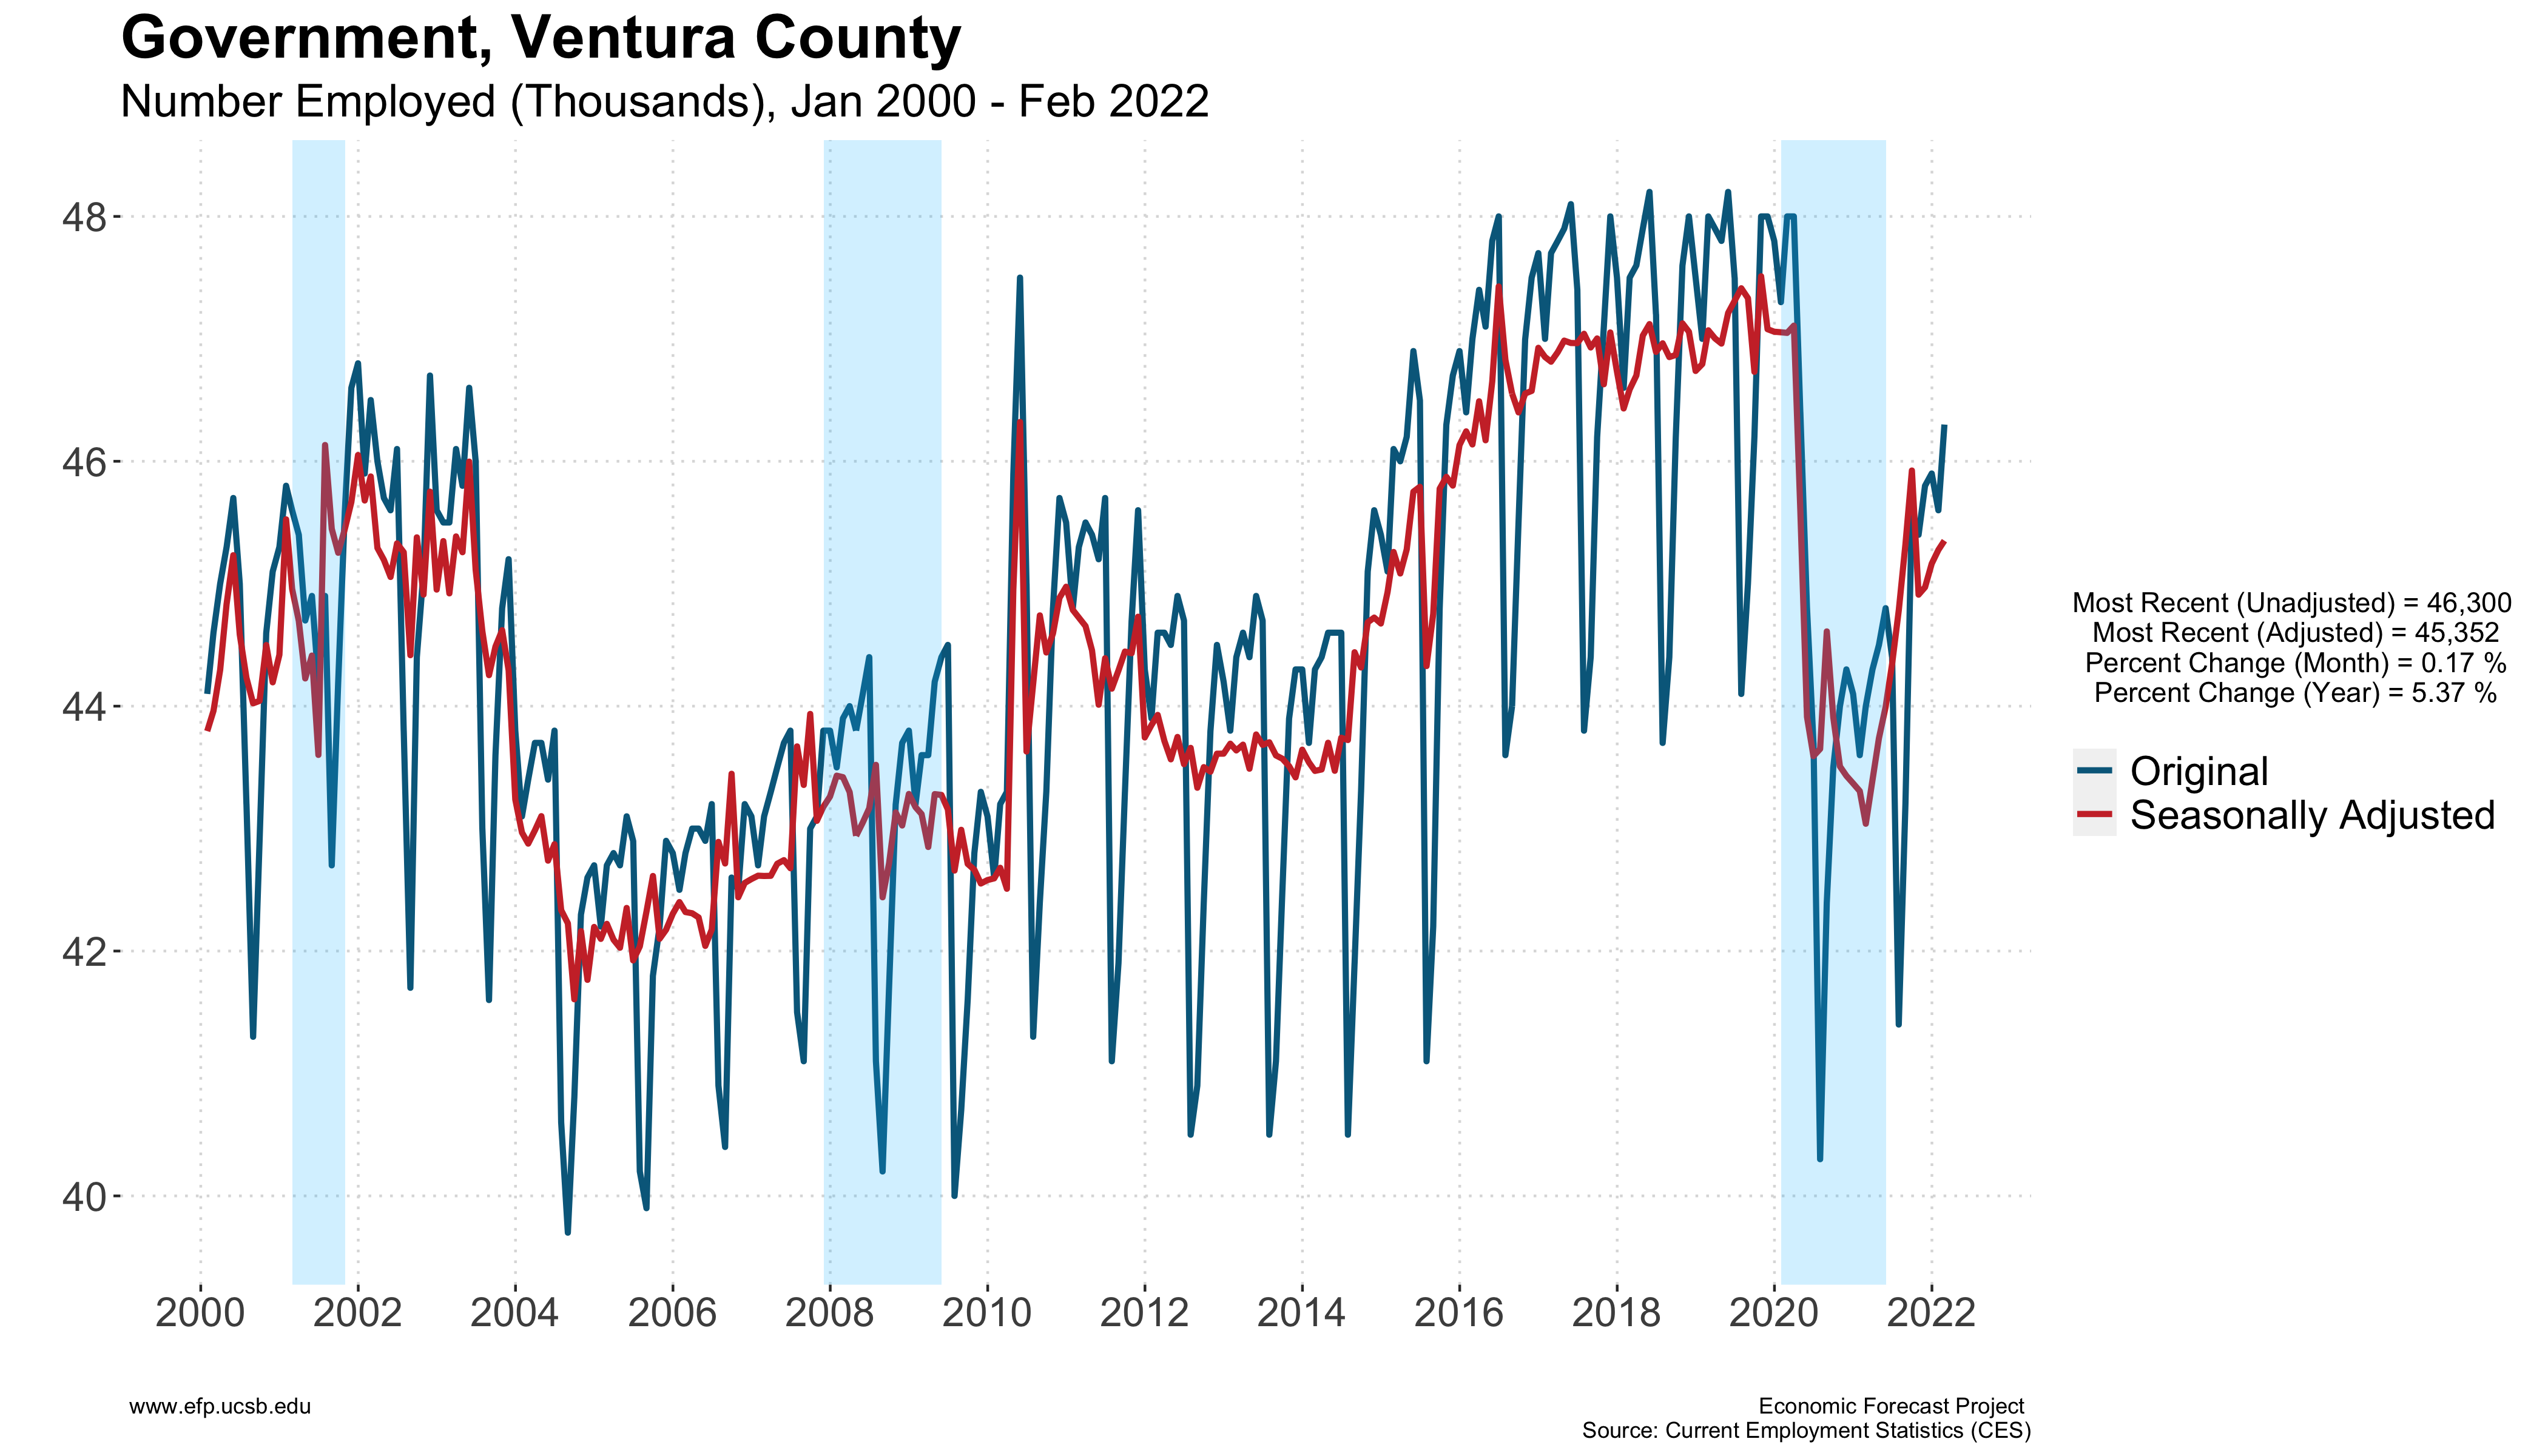 Government, Ventura County
Number Employed (Thousands), Jan 2000 - Feb 2022
48
46
44
42
40
2000 2002 2004 2006 2008 2010 2012 2014 2016 2018 2020 2022
Most Recent (Unadjusted) = 46,300
Most Recent (Adjusted) = 45,352
Percent Change (Month) = 0.17 %
Percent Change (Year) = 5.37 %
Original
Seasonally Adjusted
www.efp.ucsb.edu
Economic Forecast Project
Source: Current Employment Statistics (CES)